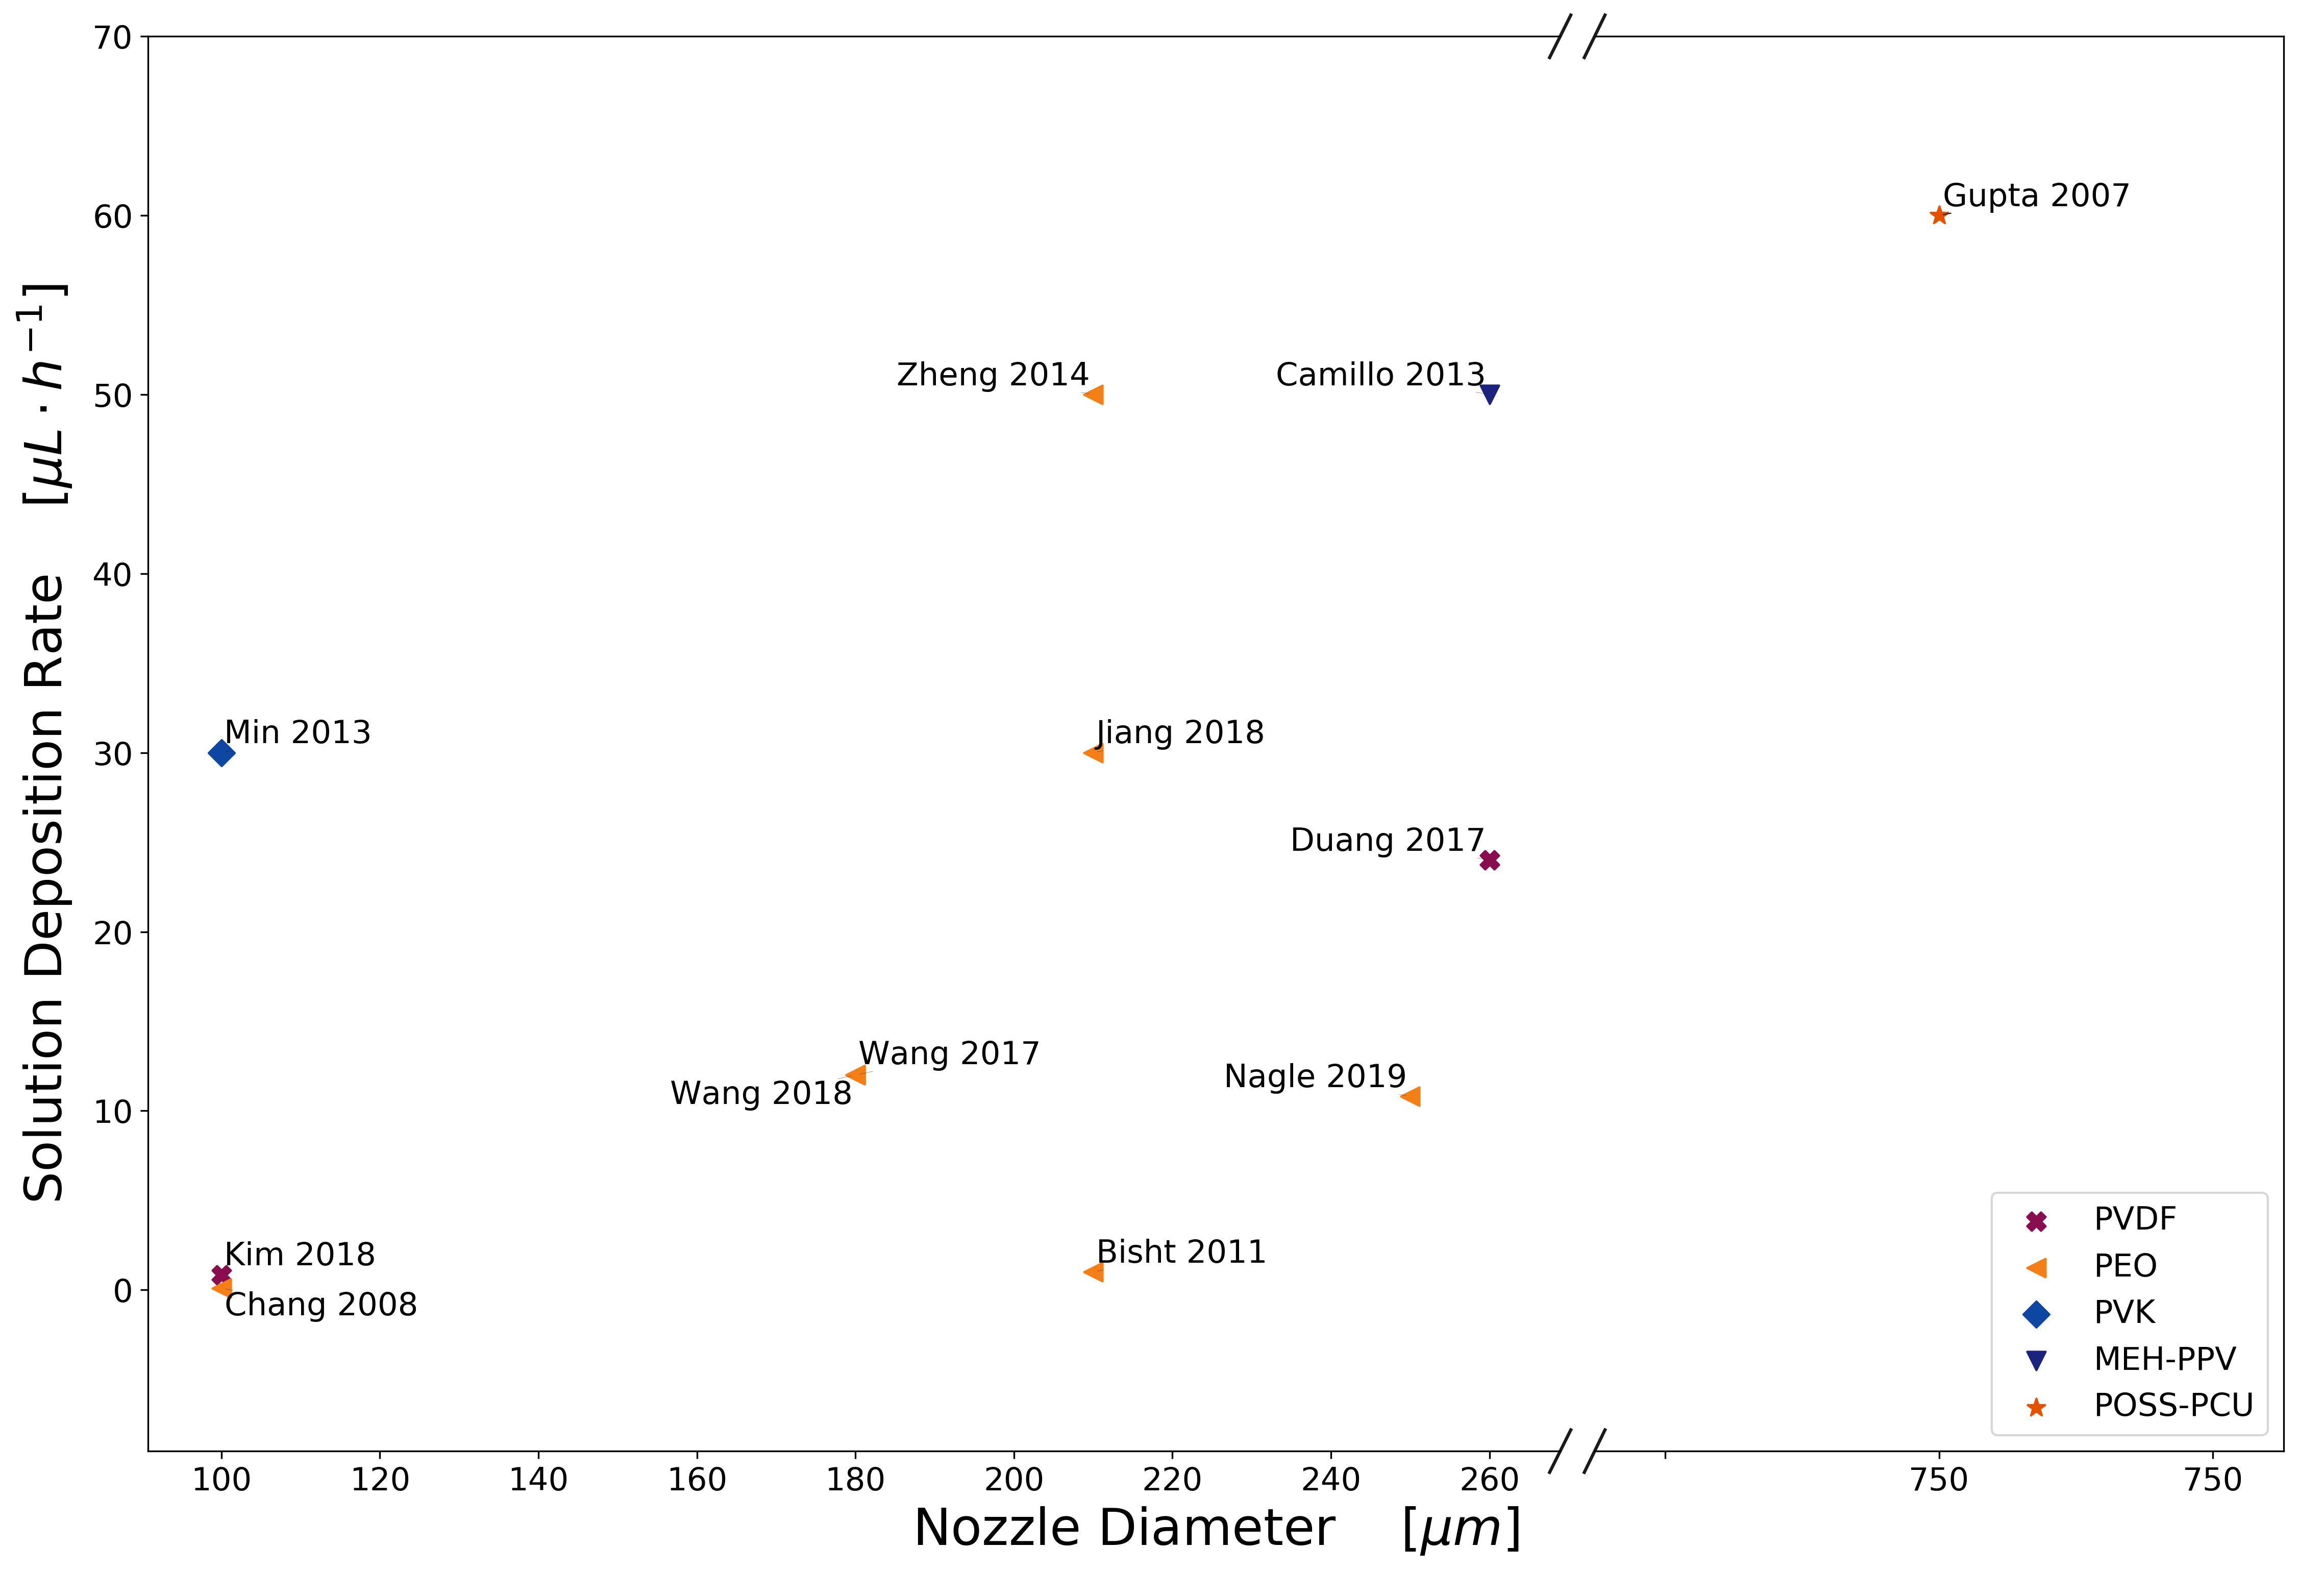 70
Gupta 2007
60
Zheng 2014
Camillo 2013
50
40
Min 2013
Jiang 2018
30
Duang 2017
20
Wang 2017
Nagle 2019
Wang 2018
10
Kim 2018
Bisht 2011
0
Chang 2008
Solution Deposition Rate [μL · h⁻¹]
PVDF
PEO
PVK
MEH-PPV
POSS-PCU
100 120 140 160 180 200 220 240 260 750 750
Nozzle Diameter [μm]